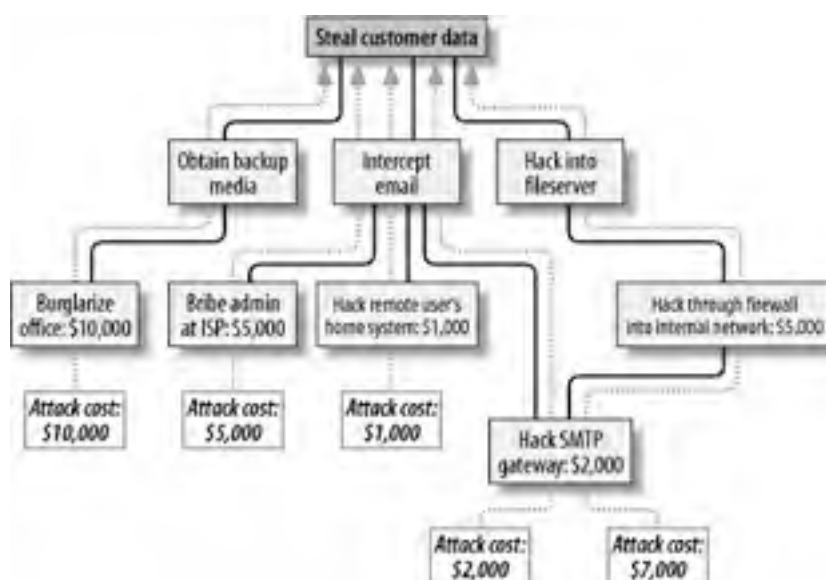 Steal customer data
Obtain backup
media
Intercept
email
Hack into
fileserver
Burglarize
office: $10,000
Bribe admin
at ISP: $5,000
Hack remote user's
home system: $1,000
Hack through firewall
into internal network: $5,000
Attack cost:
$10,000
Attack cost:
$5,000
Attack cost:
$1,000
Hack SMTP
gateway: $2,000
Attack cost:
$2,000
Attack cost:
$7,000